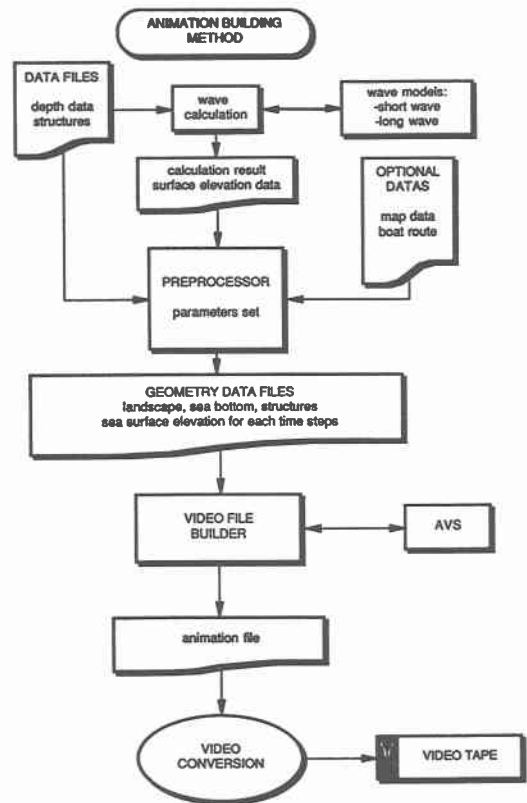 ANIMATION BUILDING
METHOD
DATA FILES
depth data
structures
wave
calculation
wave models:
-short wave
-long wave
calculation result
surface elevation data
OPTIONAL
DATAS
map data
boat route
PREPROCESSOR
parameters set
GEOMETRY DATA FILES
landscape, sea bottom, structures
sea surface elevation for each time steps
VIDEO FILE
BUILDER
AVS
animation file
VIDEO
CONVERSION
VIDEO TAPE